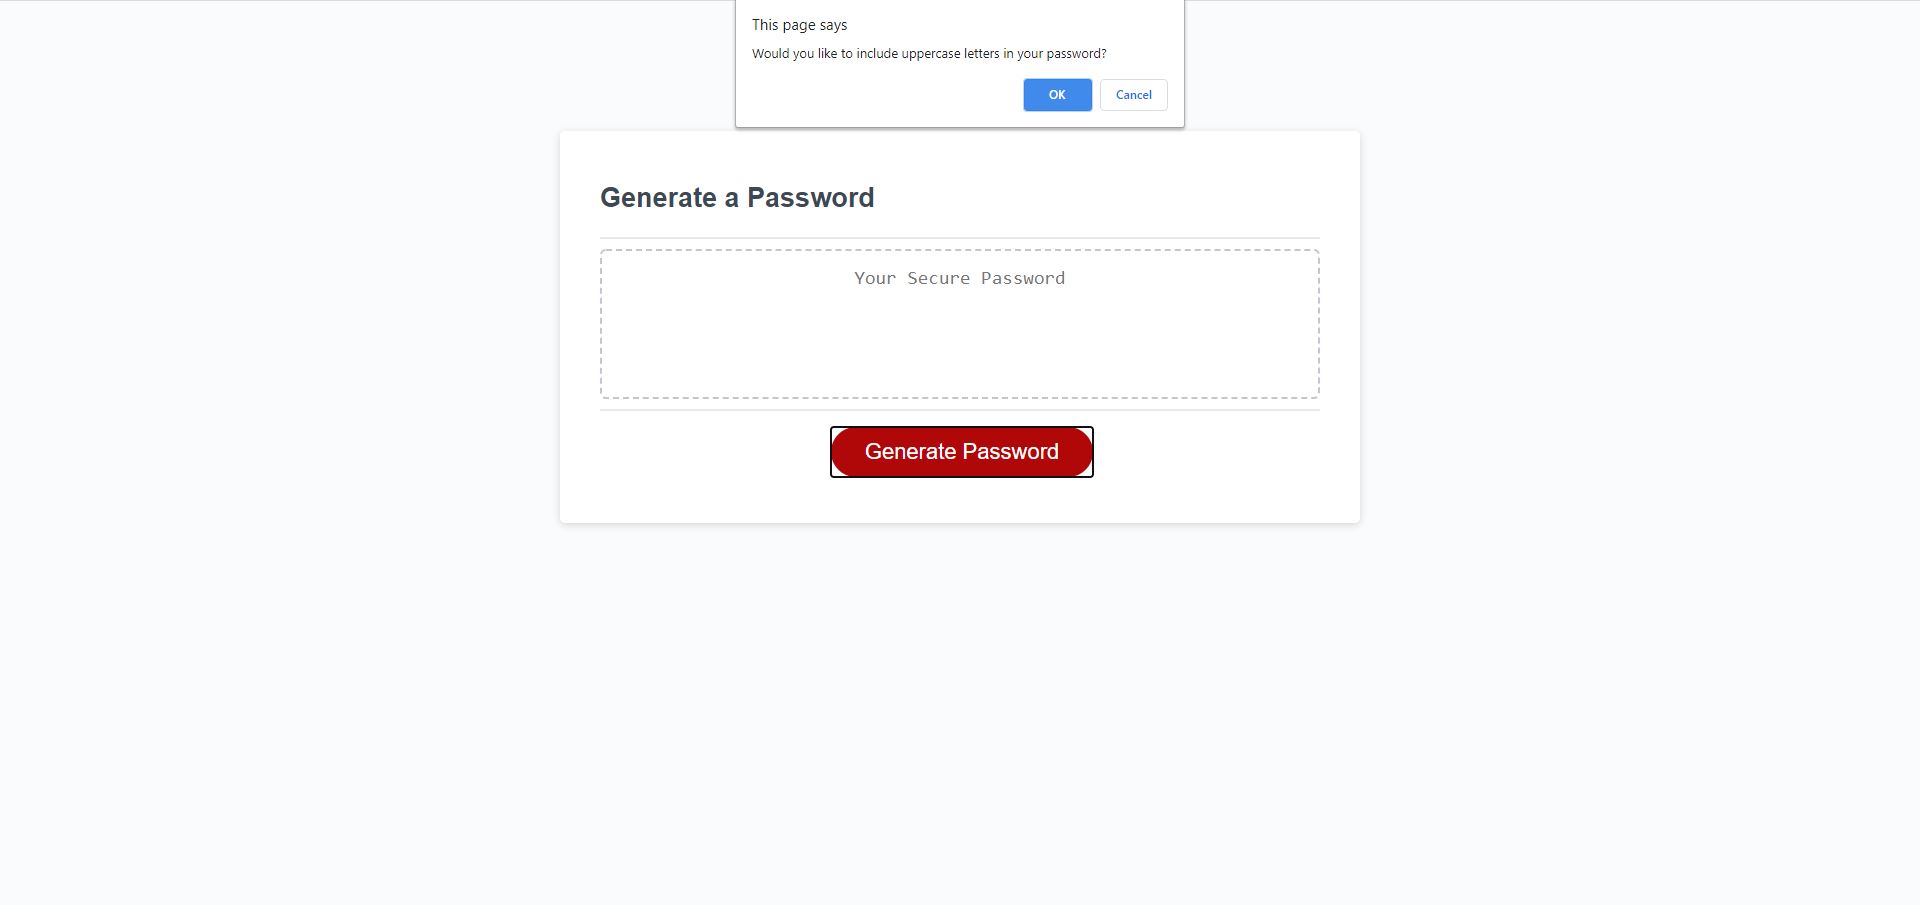 This page says
Would you like to include uppercase letters in your password?
OK Cancel
Generate a Password
Your Secure Password
Generate Password